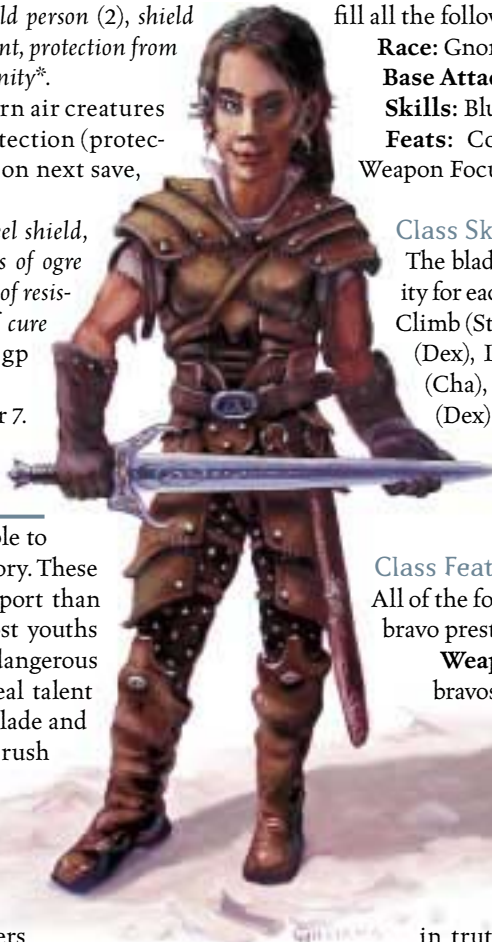 ld person (2), shield
nt, protection from
nity*.
rn air creatures
tection (protec-
on next save,
el shield,
s of ogre
of resis-
cure
gp
r 7.
le to
ory. These
port than
st youths
dangerous
eal talent
lade and
rush
ers
fill all the follow
Race: Gnor
Base Attac
Skills: Blu
Feats: Co
Weapon Focu
Class Sk
The blad
ity for eac
Climb (St
(Dex), I
(Cha),
(Dex)
Class Feat
All of the fo
bravo prest
Weap
bravos
in trut